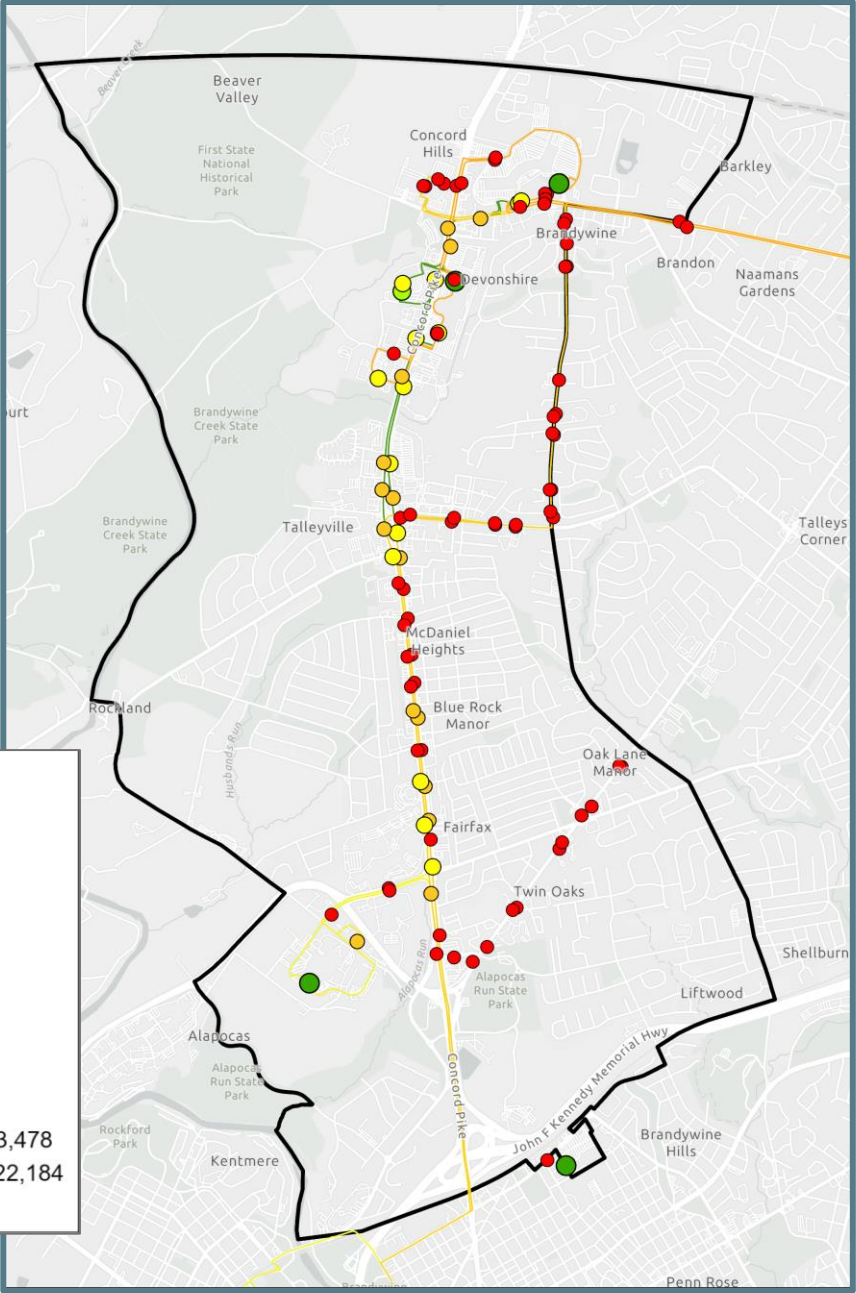 Beaver Creek
Beaver
Valley
Concord
Hills
First State
National
Historical
Park
Barkley
Brandywine
Brandon
Naamans
Gardens
Devonshire
Concord Pike
Brandywine
Creek State
Park
Brandywine
Creek State
Park
Talleyville
Talleys
Corner
McDaniel
Heights
Rockland
Blue Rock
Manor
Husbands Run
Oak Lane
Manor
Fairfax
Twin Oaks
Alapocas Run
Alapocas
Run State
Park
Shellburn
Liftwood
Alapocas
Alapocas
Run State
Park
Concord Pike
John F Kennedy Memorial Hwy
Rockford
Park
Kentmere
Brandywine
Hills
3,478
22,184
Penn Rose